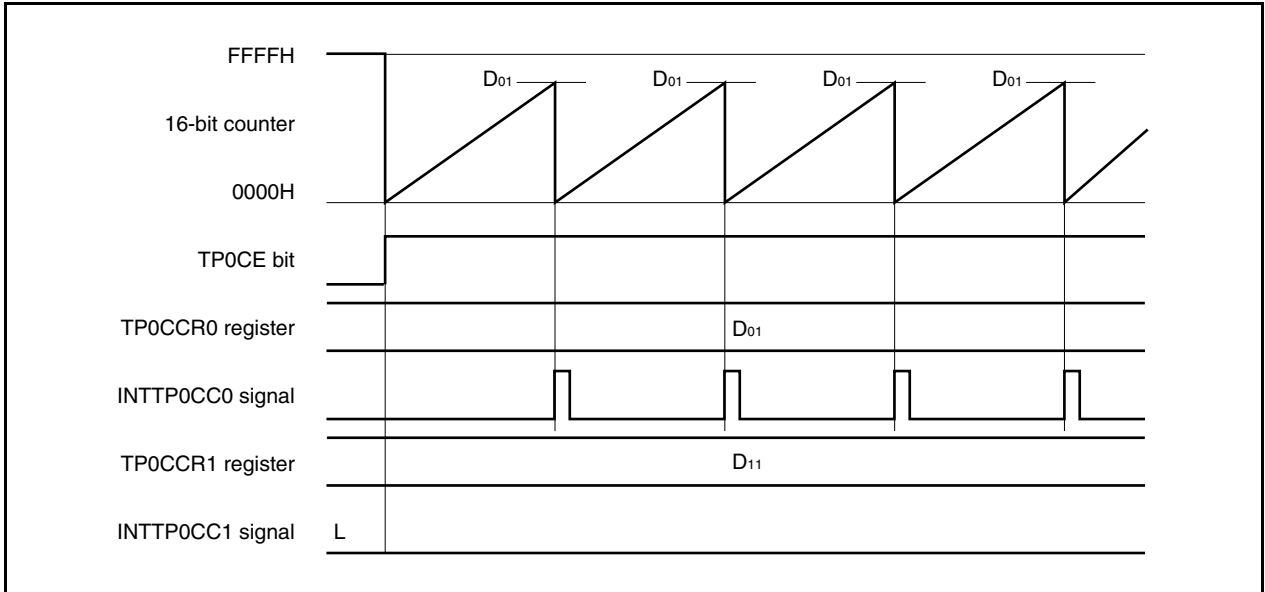 FFFFH
D01 D01 D01 D01
16-bit counter
0000H
TP0CE bit
TP0CCR0 register D01
INTTP0CC0 signal
TP0CCR1 register D11
INTTP0CC1 signal L